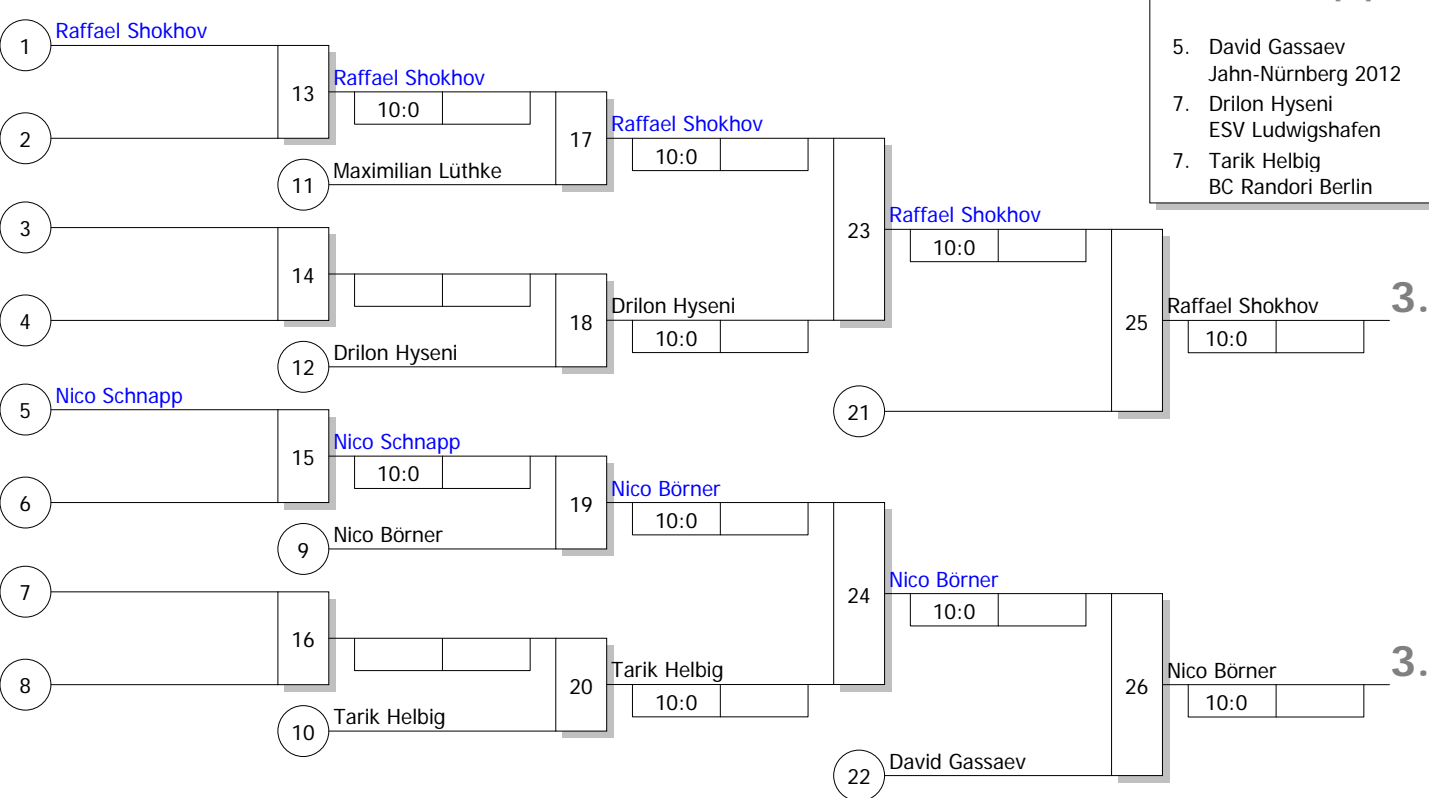 1 Raffael Shokhov
13 Raffael Shokhov
10:0
2
17 Raffael Shokhov
10:0
11 Maximilian Lüthke
3
14
23 Raffael Shokhov
10:0
4
18 Drilon Hyseni
10:0
12 Drilon Hyseni
25 Raffael Shokhov
10:0
3.
21
5 Nico Schnapp
15 Nico Schnapp
10:0
6
19 Nico Börner
10:0
9 Nico Börner
7
16
24 Nico Börner
10:0
8
20 Tarik Helbig
10:0
10 Tarik Helbig
26 Nico Börner
10:0
3.
22 David Gassaev
5. David Gassaev
Jahn-Nürnberg 2012
7. Drilon Hyseni
ESV Ludwigshafen
7. Tarik Helbig
BC Randori Berlin